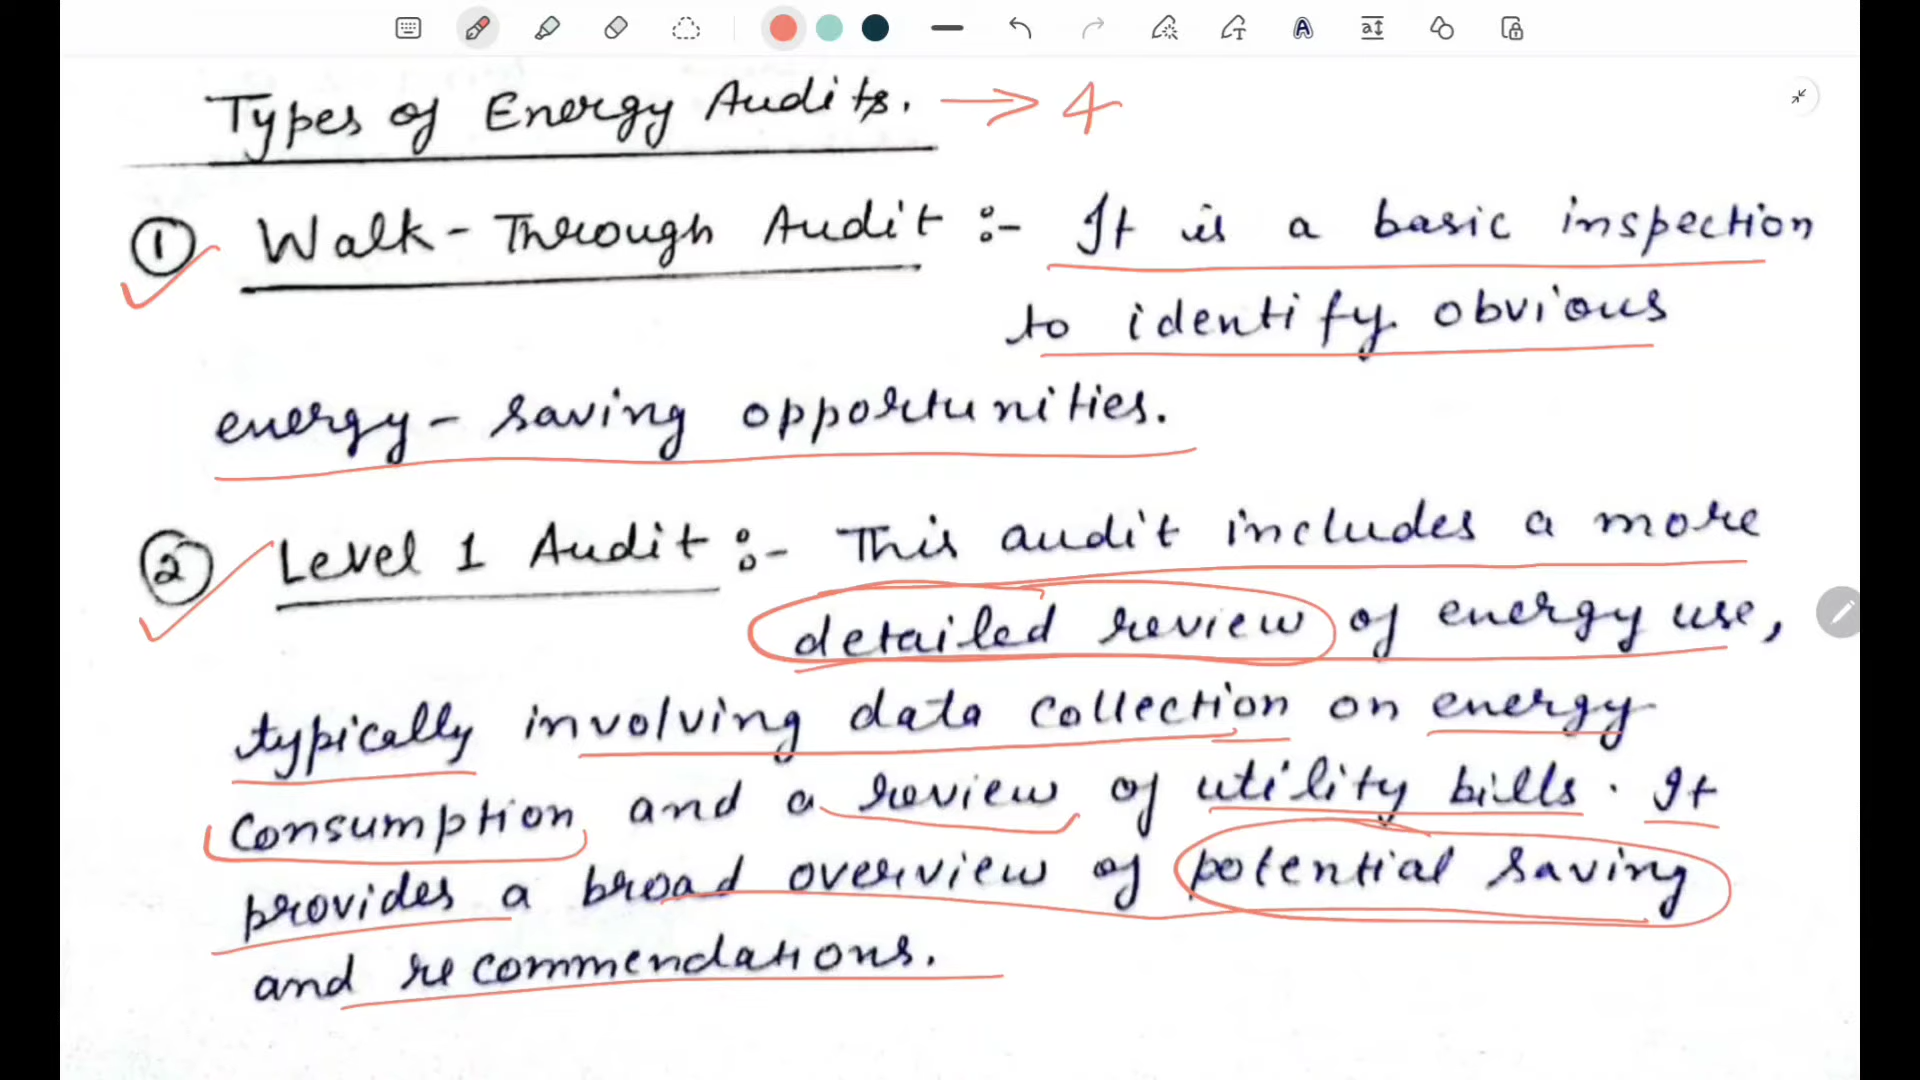 Types of Energy Audits. → 4
① Walk-Through Audit :- It is a basic inspection
to identify obvious
energy-saving opportunities.
② Level 1 Audit :- This audit includes a more
detailed review of energy use,
typically involving data collection on energy
consumption and a review of utility bills. It
provides a broad overview of potential saving
and recommendations.